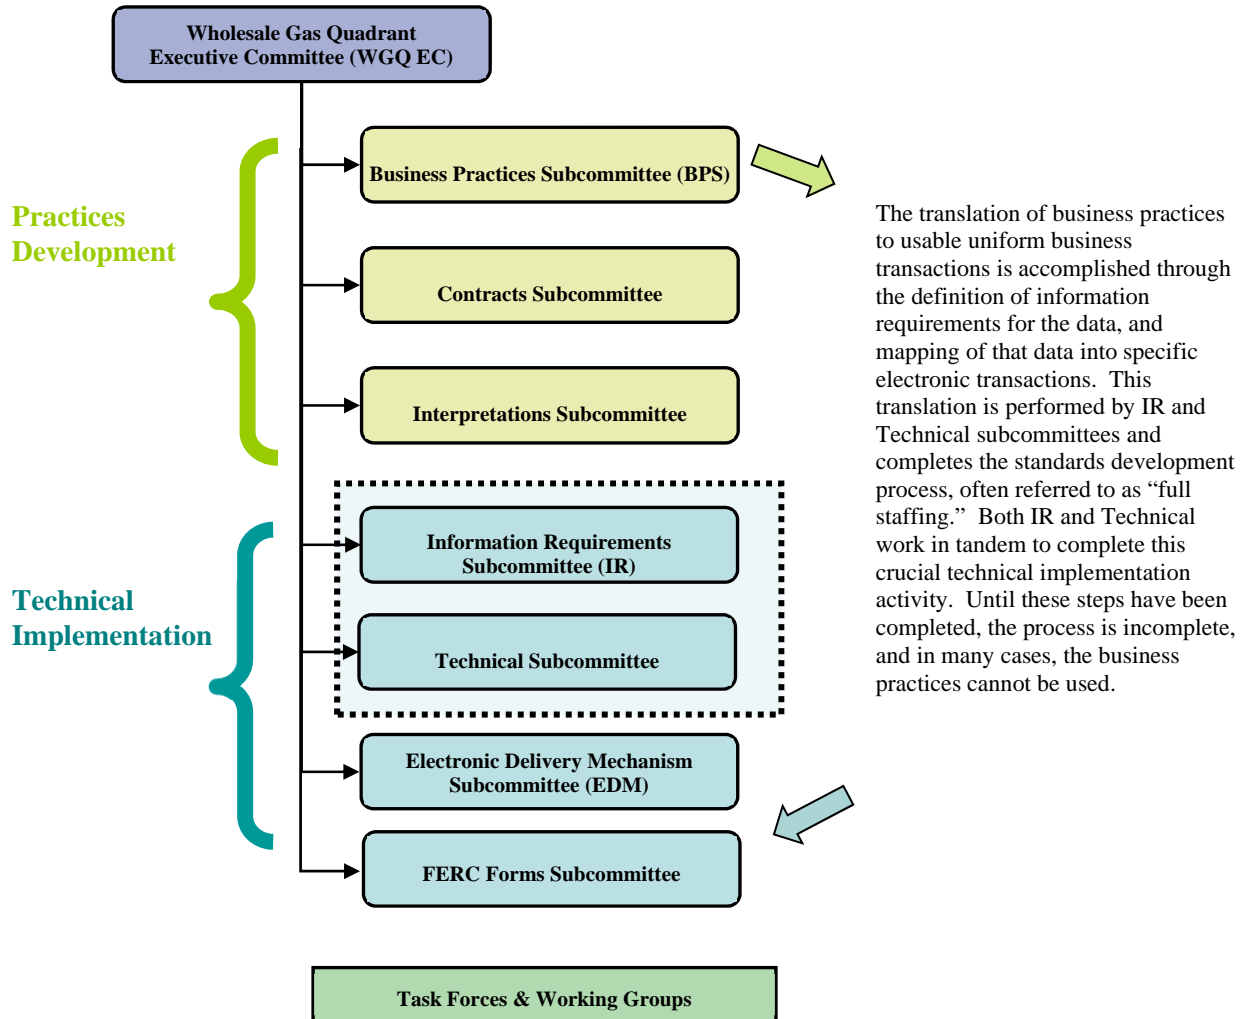 Wholesale Gas Quadrant
Executive Committee (WGQ EC)
Practices
Development
Business Practices Subcommittee (BPS)
Contracts Subcommittee
Interpretations Subcommittee
Technical
Implementation
Information Requirements
Subcommittee (IR)
Technical Subcommittee
Electronic Delivery Mechanism
Subcommittee (EDM)
FERC Forms Subcommittee
Task Forces & Working Groups
The translation of business practices
to usable uniform business
transactions is accomplished through
the definition of information
requirements for the data, and
mapping of that data into specific
electronic transactions.  This
translation is performed by IR and
Technical subcommittees and
completes the standards development
process, often referred to as “full
staffing.”  Both IR and Technical
work in tandem to complete this
crucial technical implementation
activity.  Until these steps have been
completed, the process is incomplete,
and in many cases, the business
practices cannot be used.